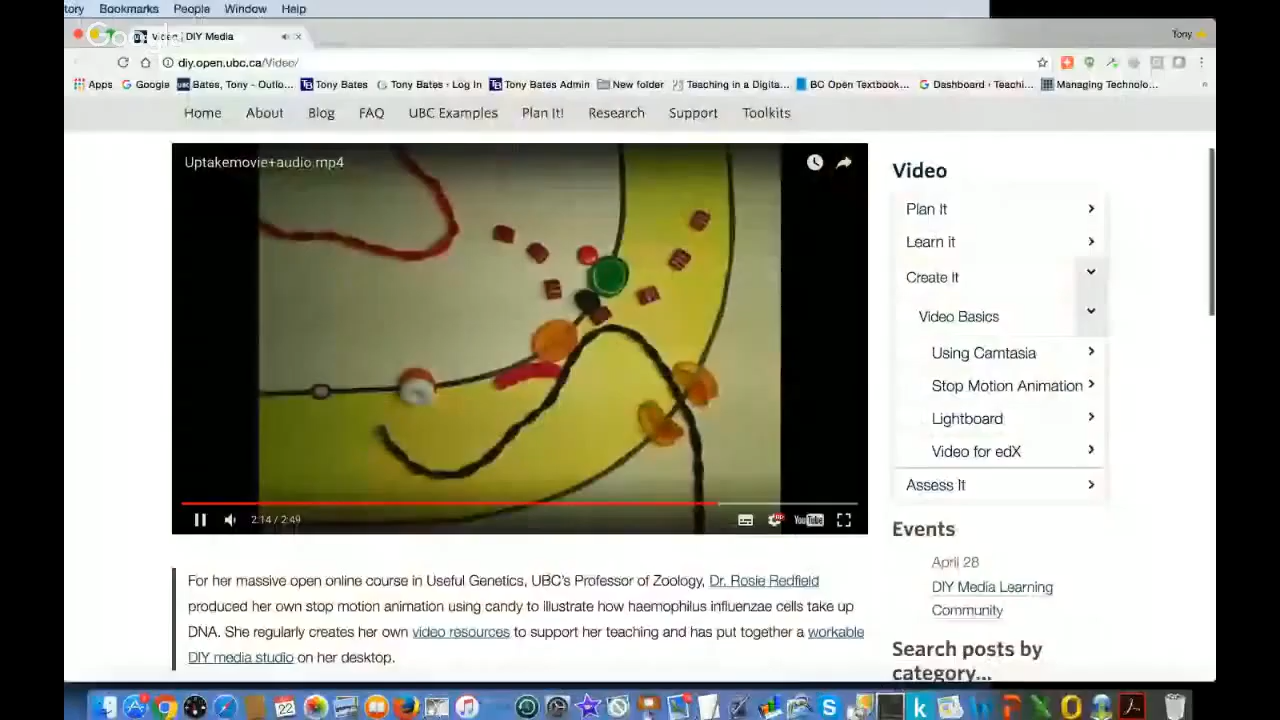 tory Bookmarks People Window Help
Google
Video | DIY Media
Tony
diy.open.ubc.ca/Video/
Apps Google Bates, Tony - Outlo... Tony Bates Tony Bates · Log In Tony Bates Admin New folder Teaching in a Digita... BC Open Textbook... Dashboard ‹ Teachi... Managing Technolo...
Home About Blog FAQ UBC Examples Plan It! Research Support Toolkits
Uptakemovie+audio.mp4
2:14 / 2:49
YouTube
For her massive open online course in Useful Genetics, UBC's Professor of Zoology, Dr. Rosie Redfield
produced her own stop motion animation using candy to illustrate how haemophilus influenzae cells take up
DNA. She regularly creates her own video resources to support her teaching and has put together a workable
DIY media studio on her desktop.
Video
Plan It
Learn it
Create It
Video Basics
Using Camtasia
Stop Motion Animation
Lightboard
Video for edX
Assess It
Events
April 28
DIY Media Learning
Community
Search posts by
category...
22